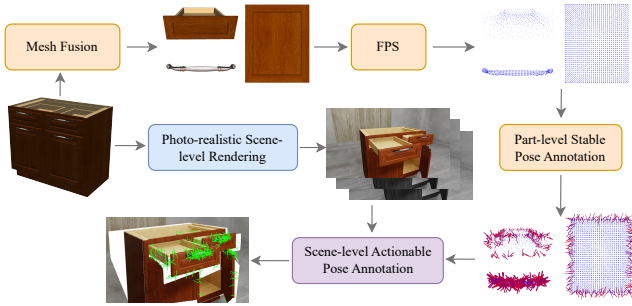 Mesh Fusion
FPS
Photo-realistic Scene-
level Rendering
Part-level Stable
Pose Annotation
Scene-level Actionable
Pose Annotation